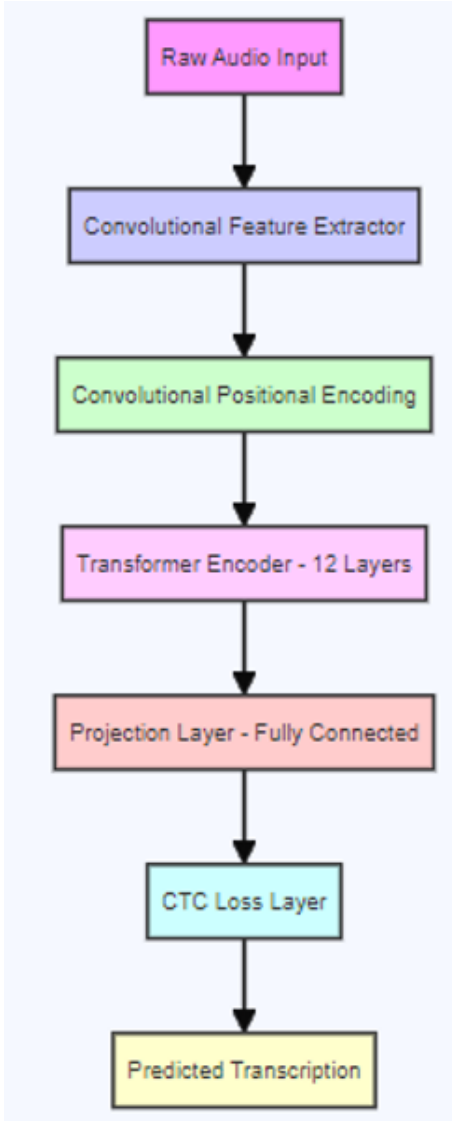 Raw Audio Input
Convolutional Feature Extractor
Convolutional Positional Encoding
Transformer Encoder - 12 Layers
Projection Layer - Fully Connected
CTC Loss Layer
Predicted Transcription